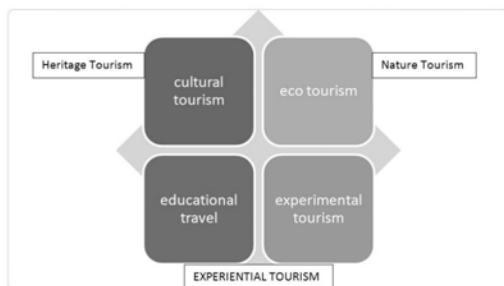 Heritage Tourism
Nature Tourism
cultural
tourism
eco tourism
educational
travel
experimental
tourism
EXPERIENTIAL TOURISM